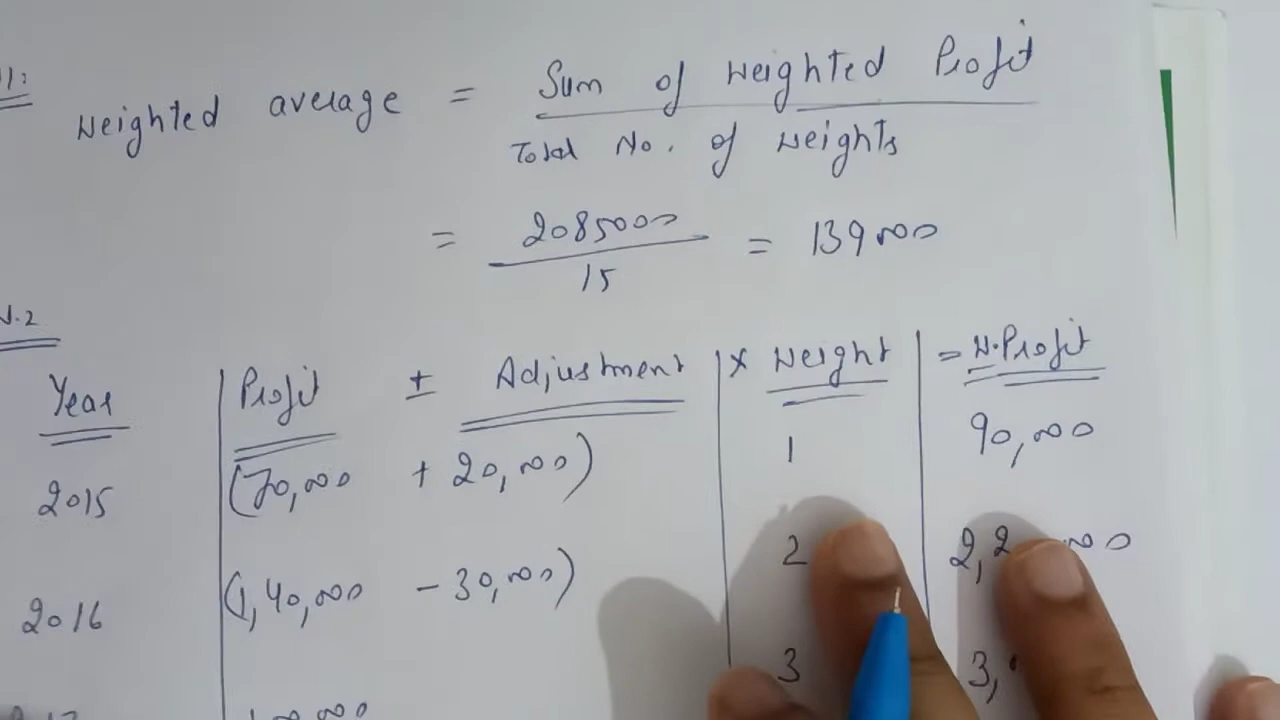 Weighted average = Sum of Weighted Profit
Total No. of Weights
= 2085000
15
= 139000
Year | Profit ± Adjustment | × Weight | = W.Profit
2015 (70,000 + 20,000) 1 90,000
2016 (1,40,000 - 30,000) 2
3